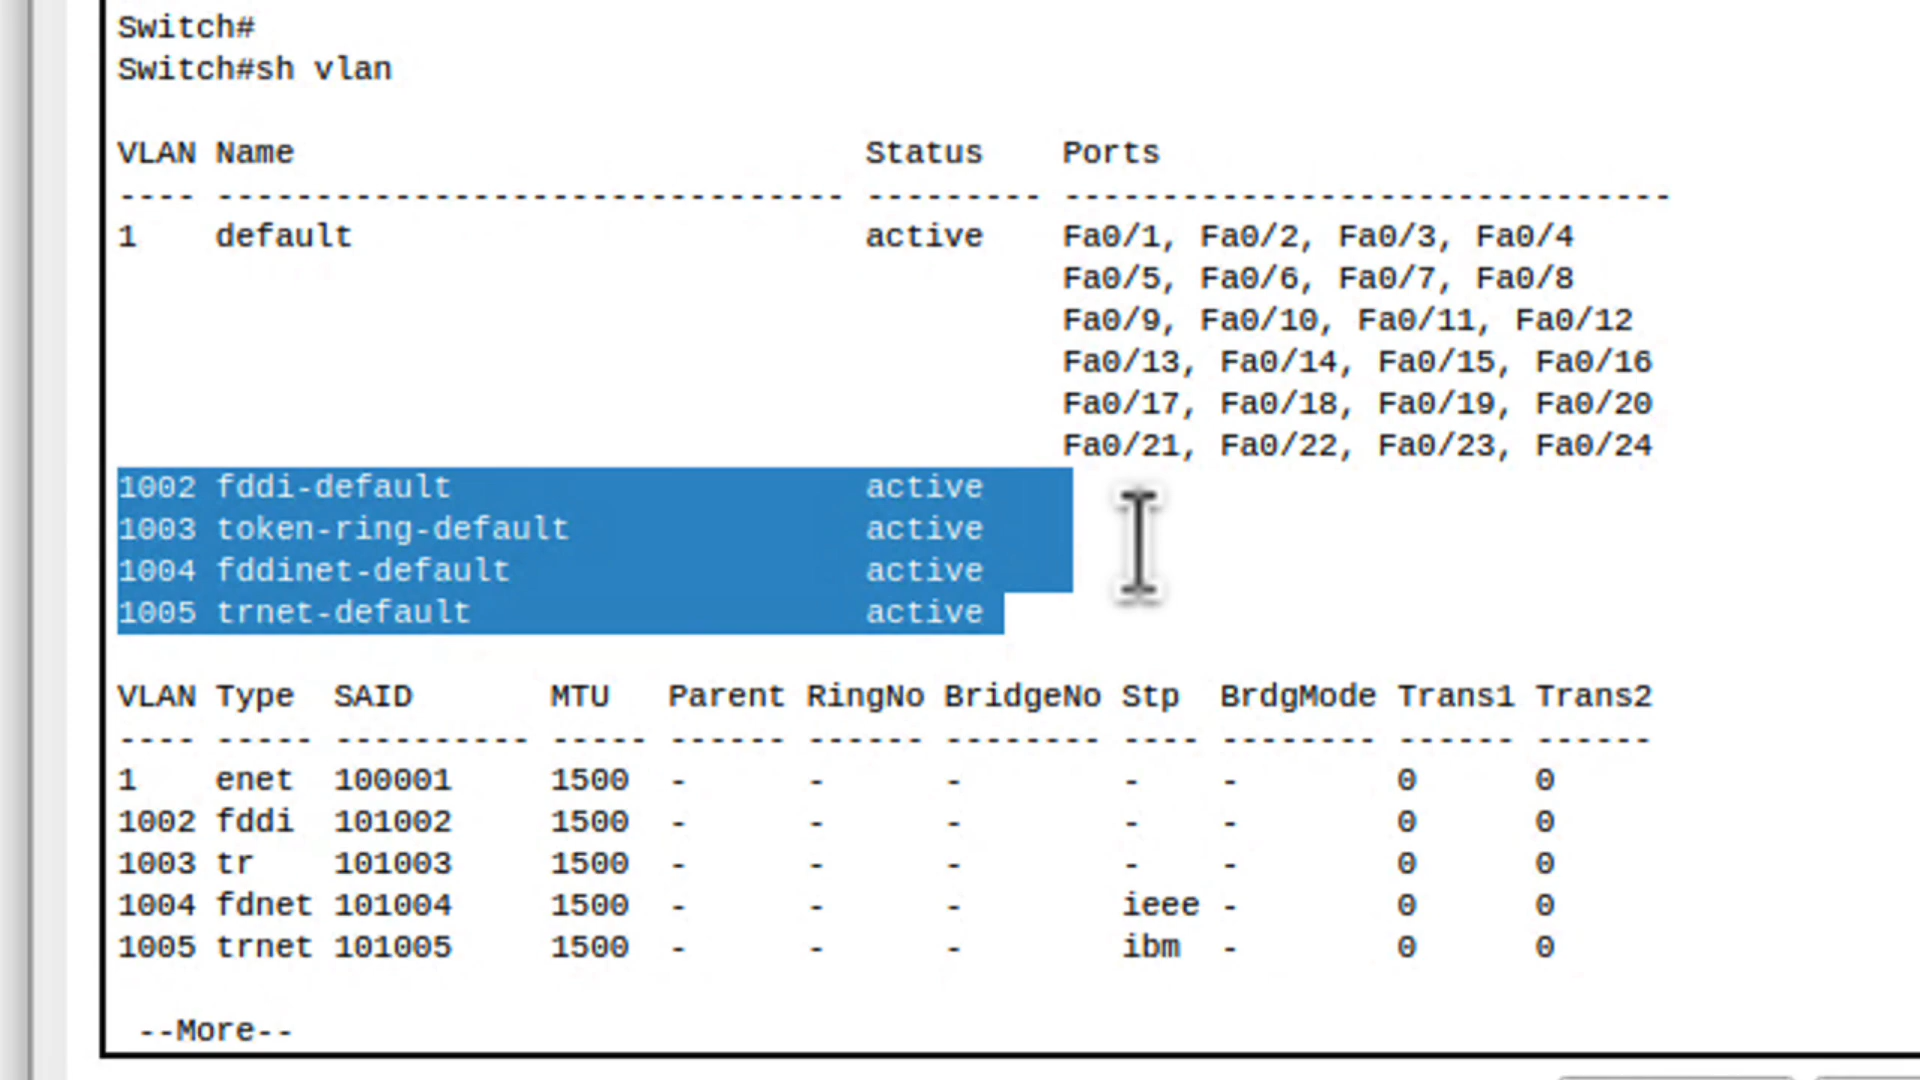 Switch#
Switch#sh vlan
VLAN Name                             Status    Ports
---- -------------------------------- --------- -------------------------------
1    default                          active    Fa0/1, Fa0/2, Fa0/3, Fa0/4
                                                Fa0/5, Fa0/6, Fa0/7, Fa0/8
                                                Fa0/9, Fa0/10, Fa0/11, Fa0/12
                                                Fa0/13, Fa0/14, Fa0/15, Fa0/16
                                                Fa0/17, Fa0/18, Fa0/19, Fa0/20
                                                Fa0/21, Fa0/22, Fa0/23, Fa0/24
1002 fddi-default                     active
1003 token-ring-default               active
1004 fddinet-default                  active
1005 trnet-default                    active
VLAN Type  SAID       MTU   Parent RingNo BridgeNo Stp  BrdgMode Trans1 Trans2
---- ----- ---------- ----- ------ ------ -------- ---- -------- ------ ------
1    enet  100001     1500  -      -      -        -    -        0      0
1002 fddi  101002     1500  -      -      -        -    -        0      0
1003 tr    101003     1500  -      -      -        -    -        0      0
1004 fdnet 101004     1500  -      -      -        ieee -        0      0
1005 trnet 101005     1500  -      -      -        ibm  -        0      0
 --More--